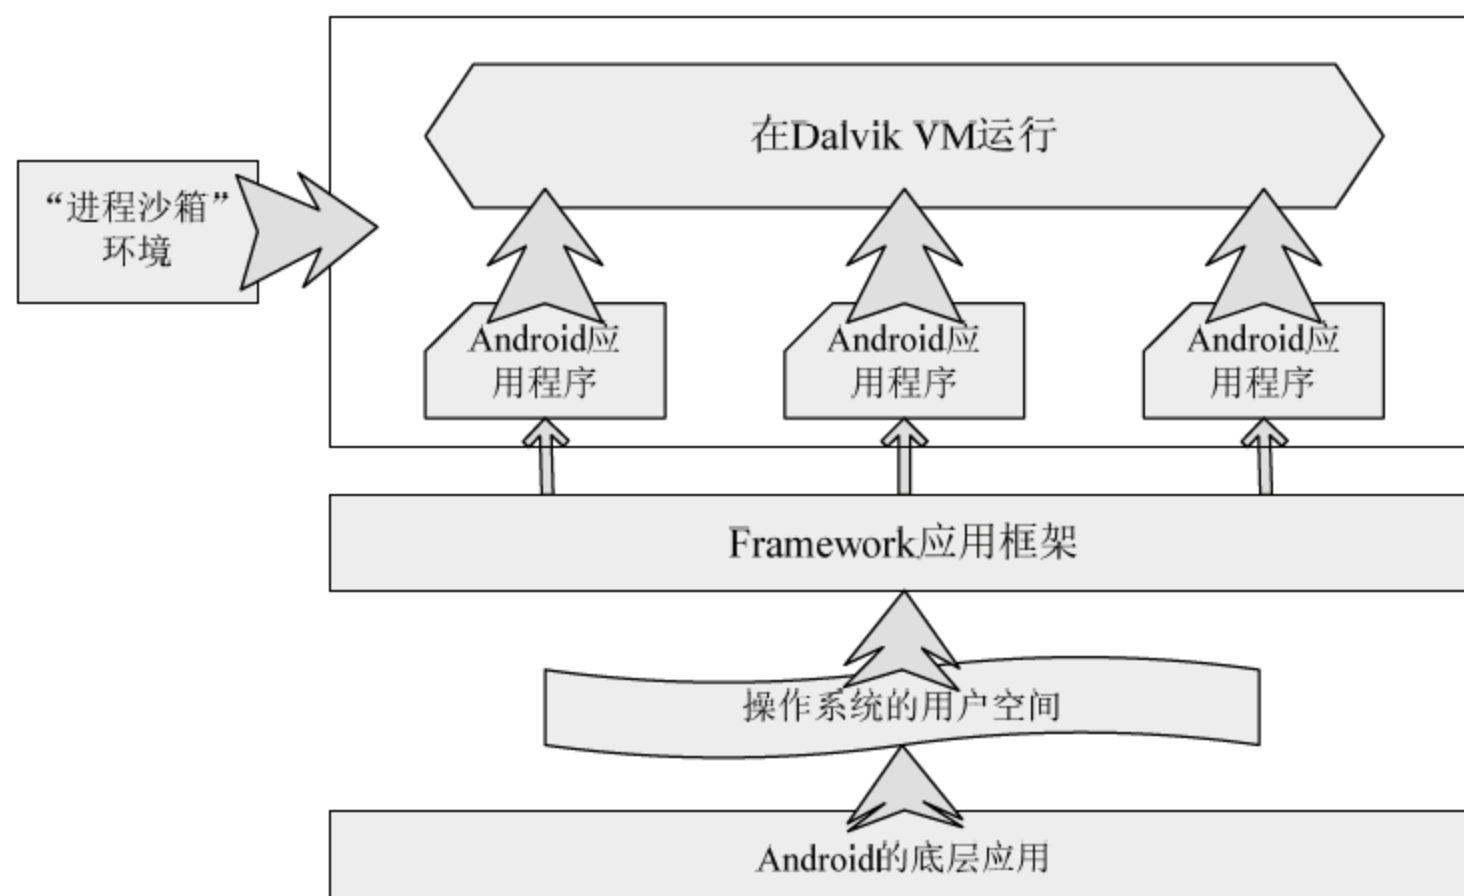 在Dalvik VM运行
“进程沙箱”
环境
Android应
用程序
Android应
用程序
Android应
用程序
Framework应用框架
操作系统的用户空间
Android的底层应用